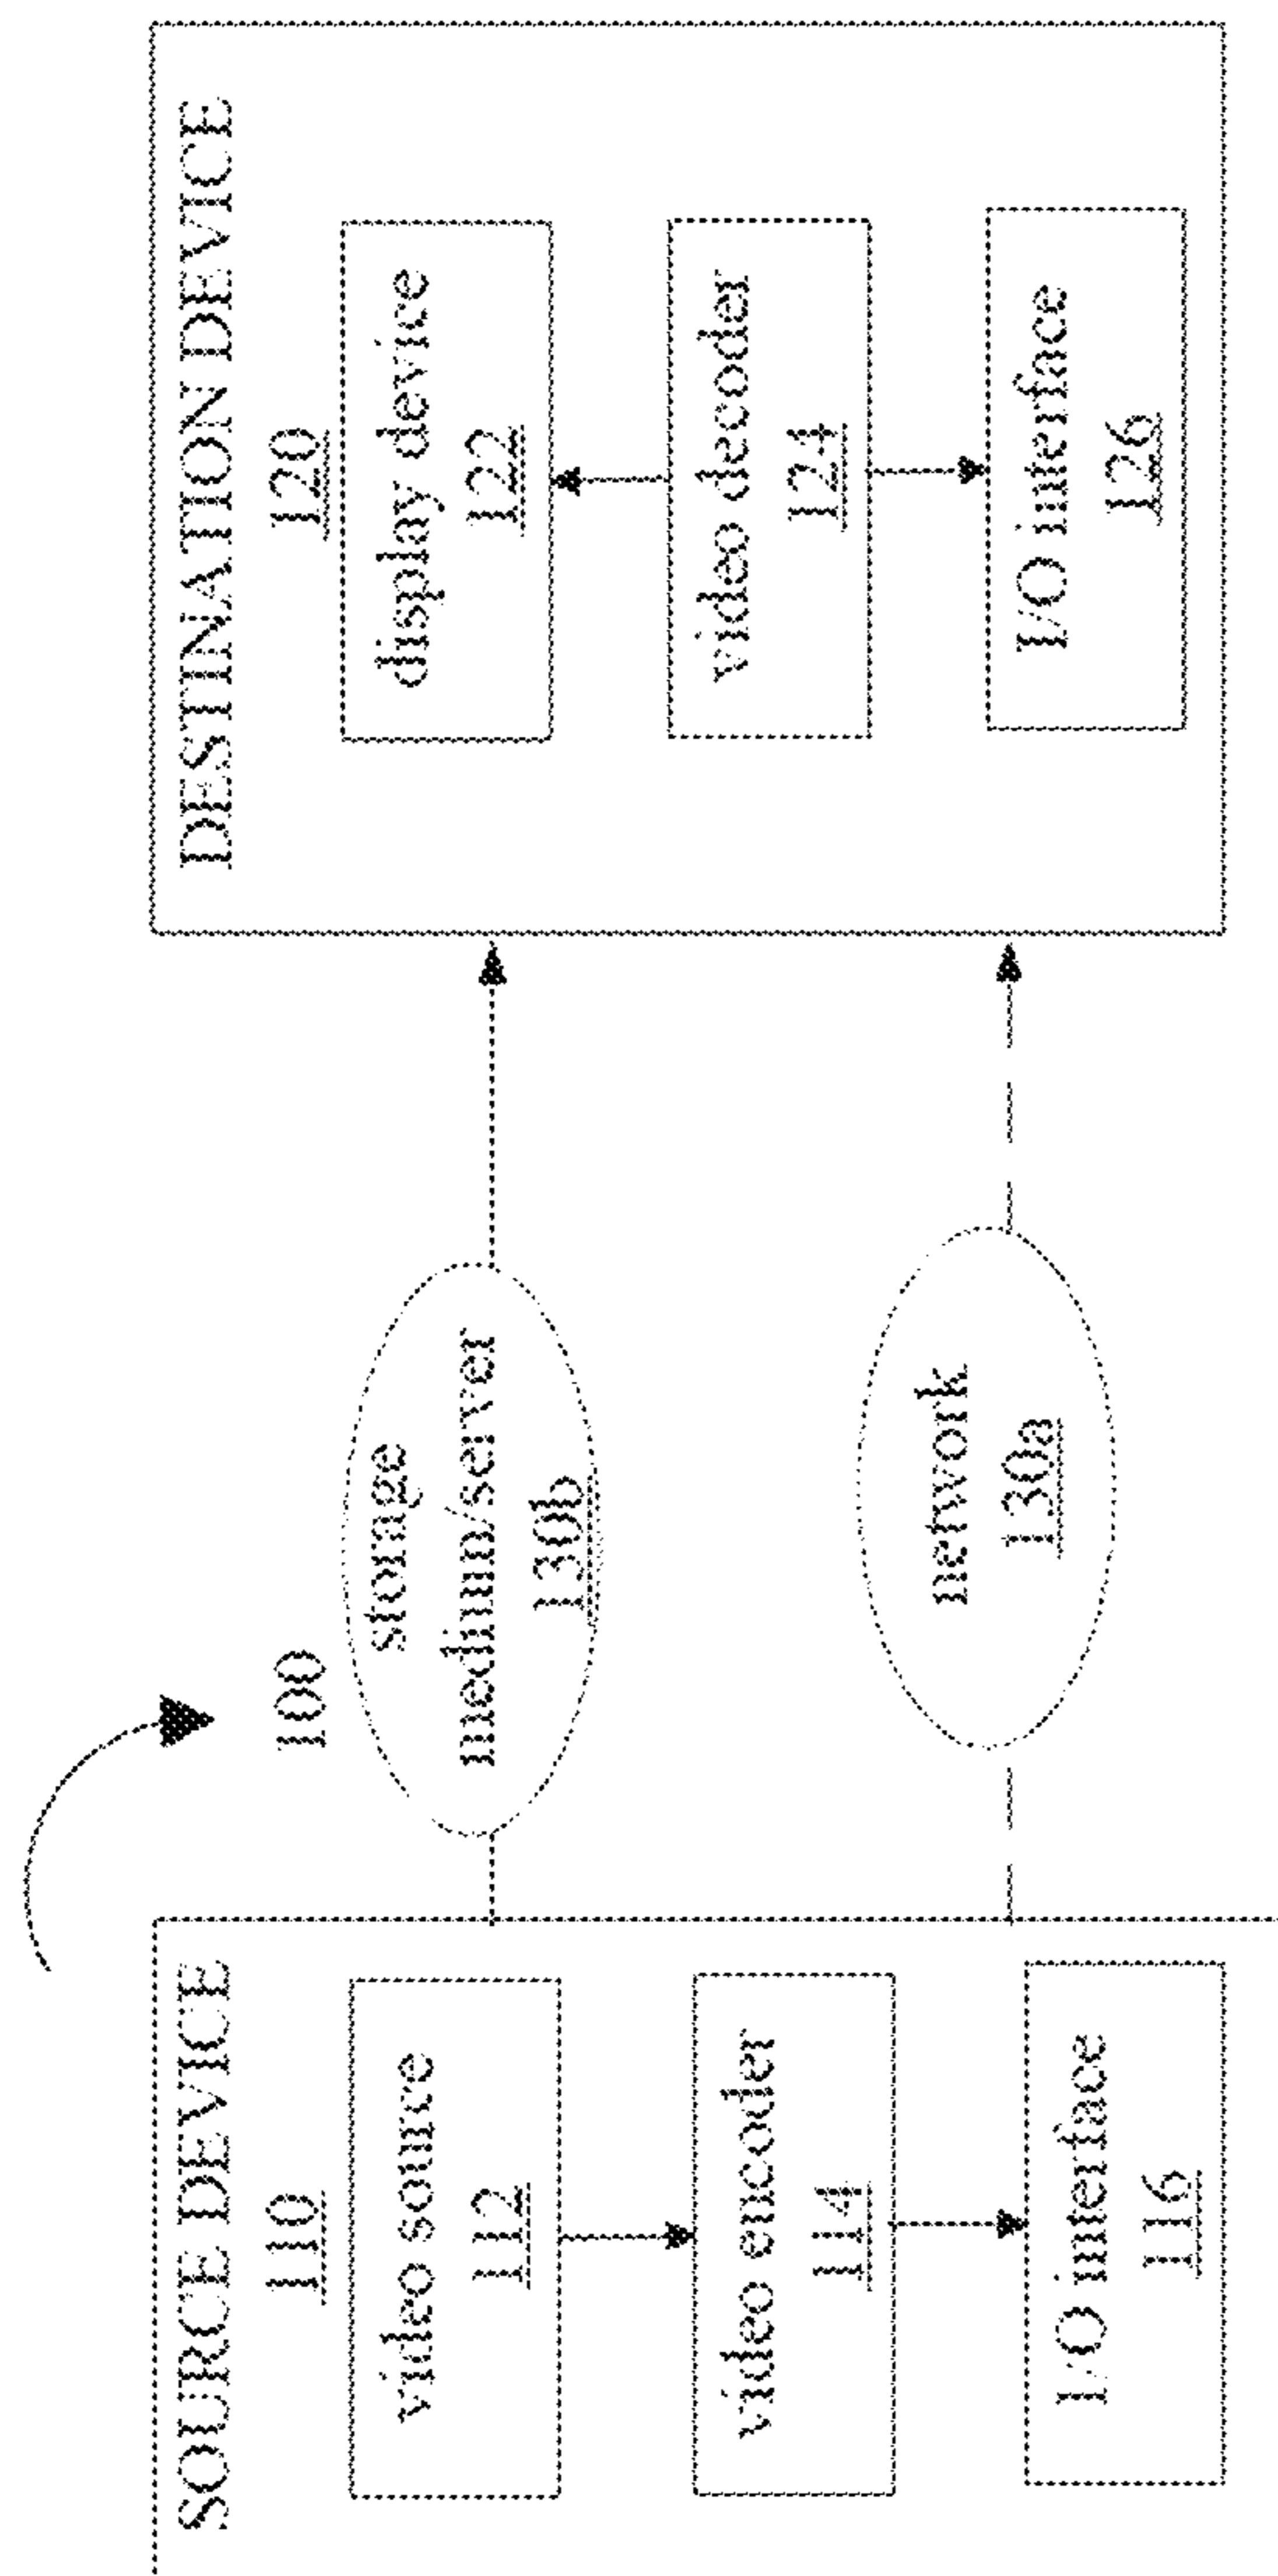 100
SOURCE DEVICE
110
video source
112
video encoder
114
I/O interface
116
storage
medium/server
130b
network
130a
DESTINATION DEVICE
120
display device
122
video decoder
124
I/O interface
126